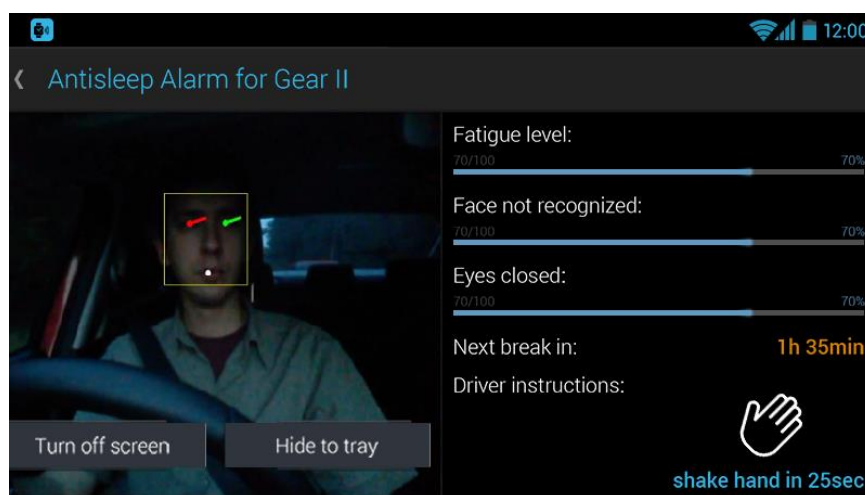 12:00
Antisleep Alarm for Gear II
Fatigue level:
70/100 70%
Face not recognized:
70/100 70%
Eyes closed:
70/100 70%
Next break in: 1h 35min
Driver instructions:
Turn off screen Hide to tray
shake hand in 25sec